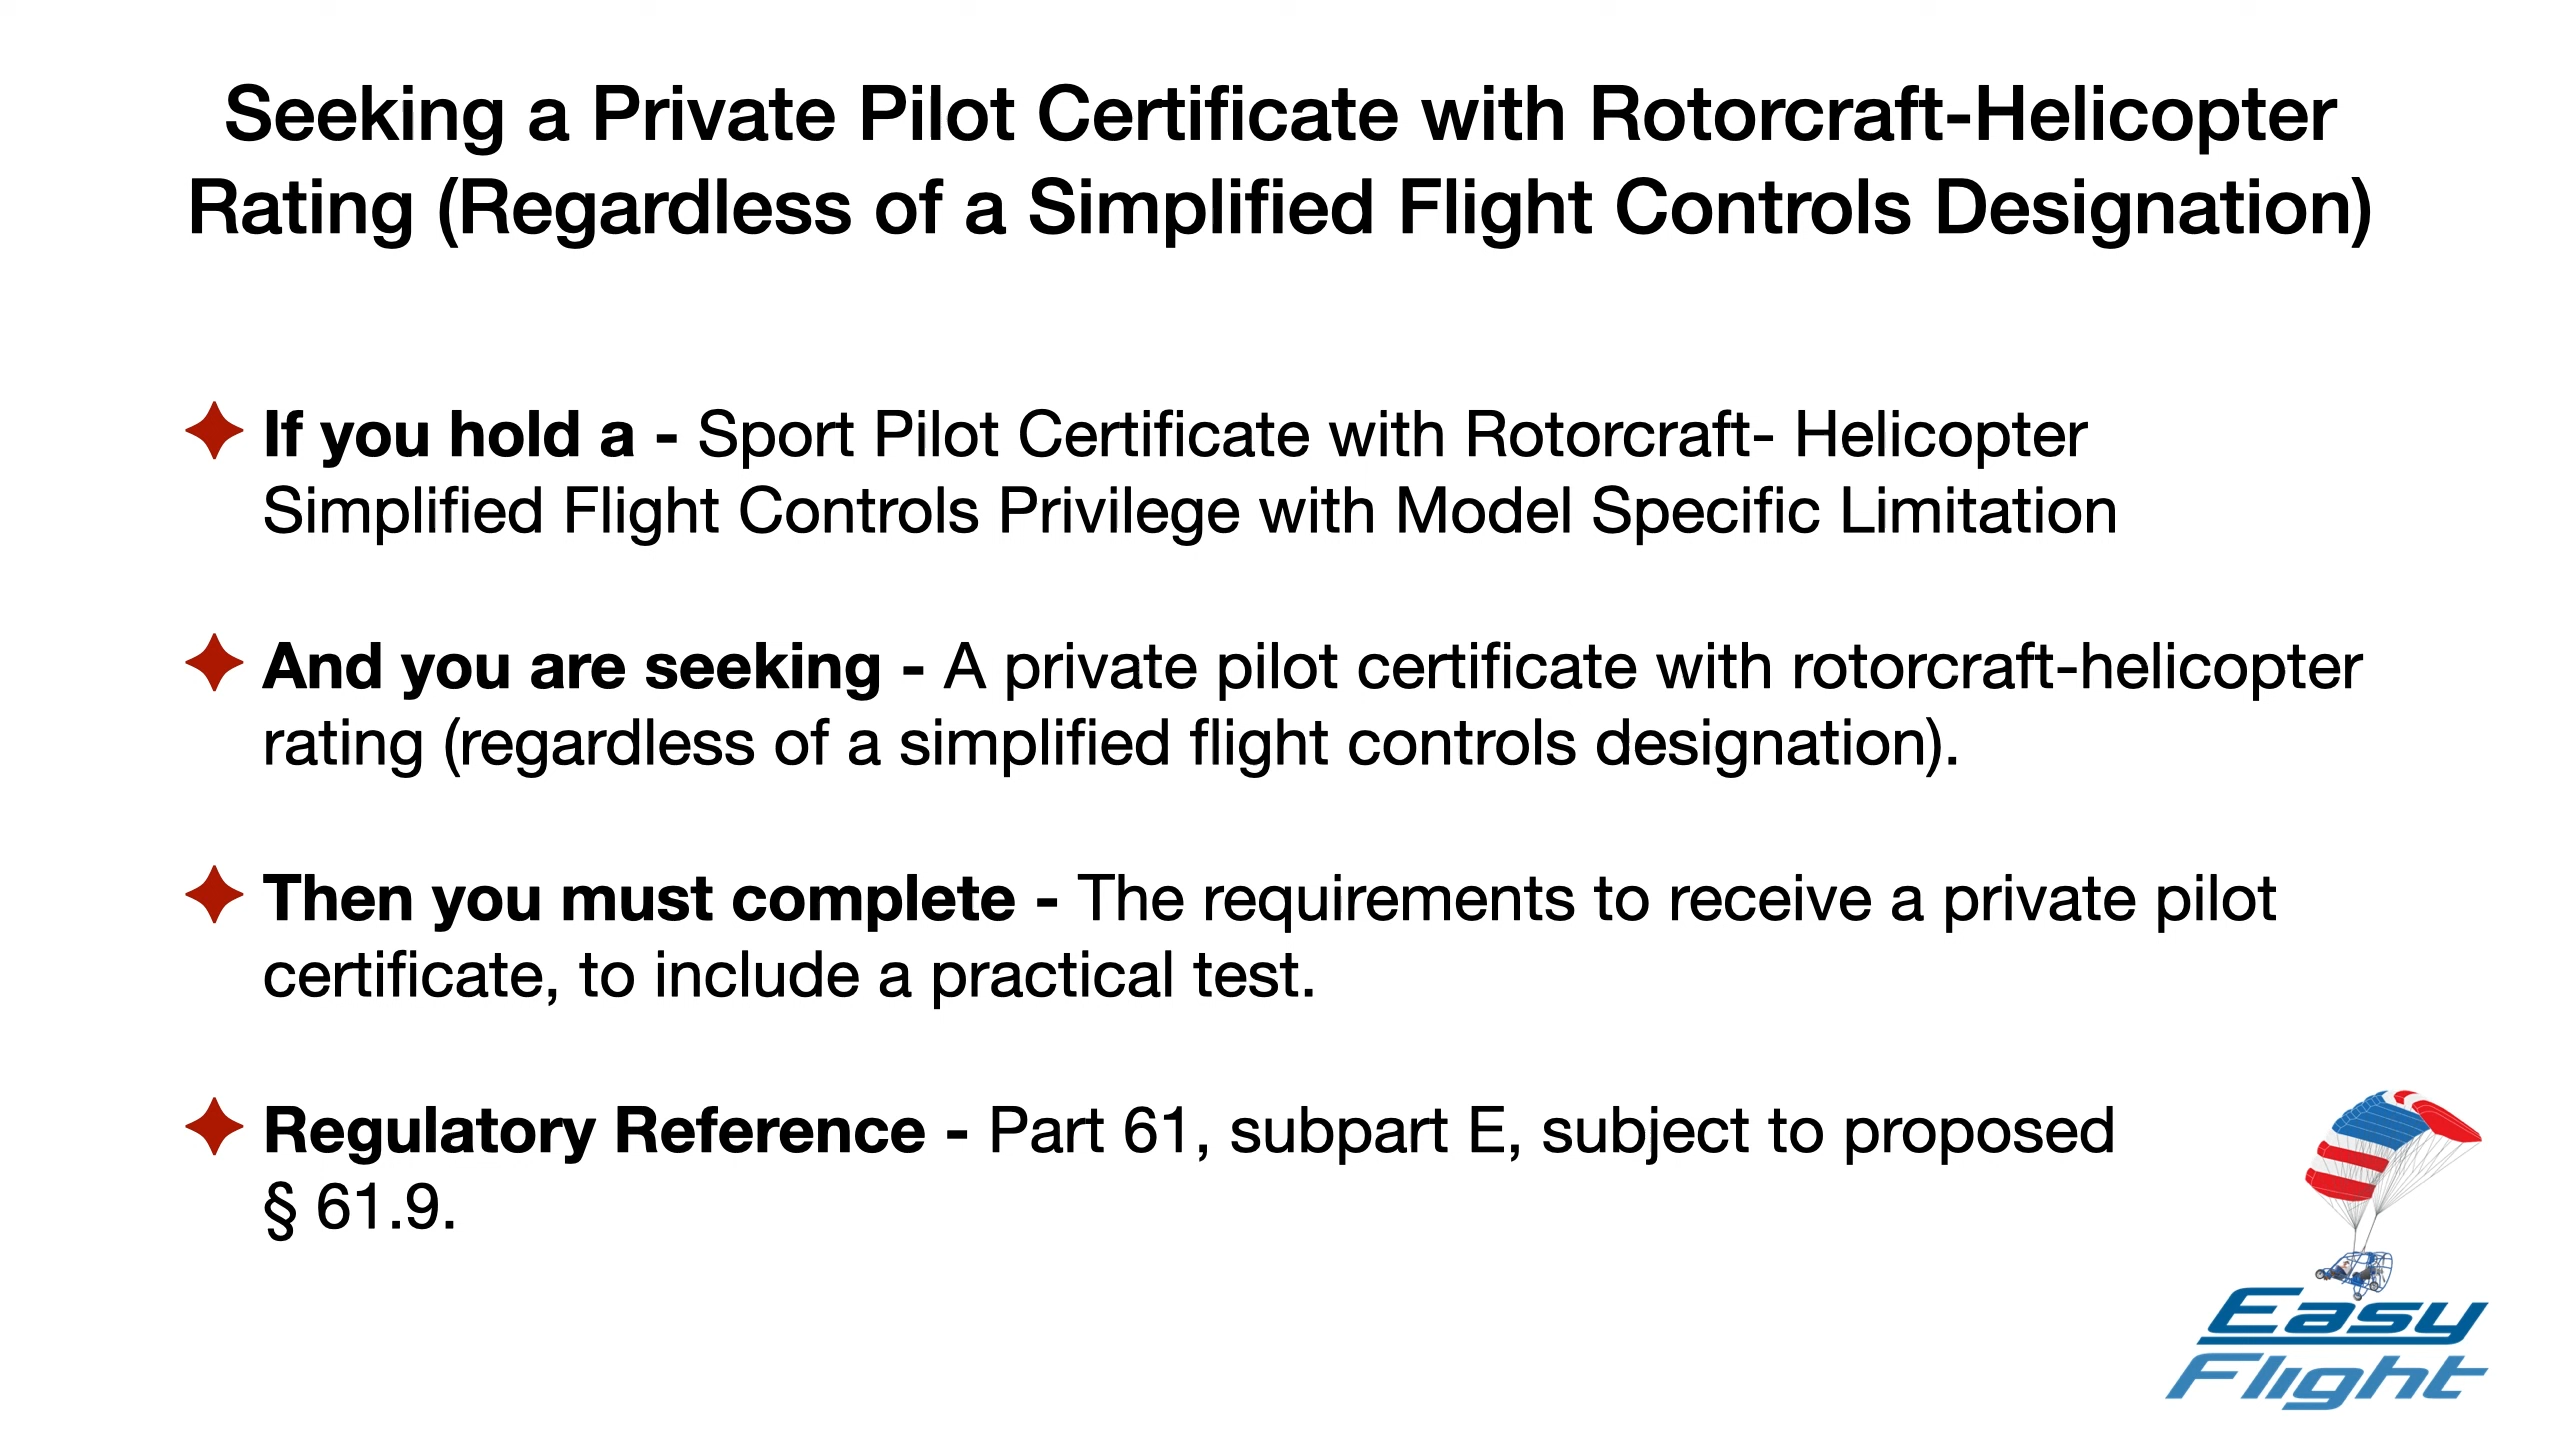 Seeking a Private Pilot Certificate with Rotorcraft-Helicopter
Rating (Regardless of a Simplified Flight Controls Designation)
If you hold a - Sport Pilot Certificate with Rotorcraft- Helicopter
Simplified Flight Controls Privilege with Model Specific Limitation
And you are seeking - A private pilot certificate with rotorcraft-helicopter
rating (regardless of a simplified flight controls designation).
Then you must complete - The requirements to receive a private pilot
certificate, to include a practical test.
Regulatory Reference - Part 61, subpart E, subject to proposed
§ 61.9.
Easy
Flight